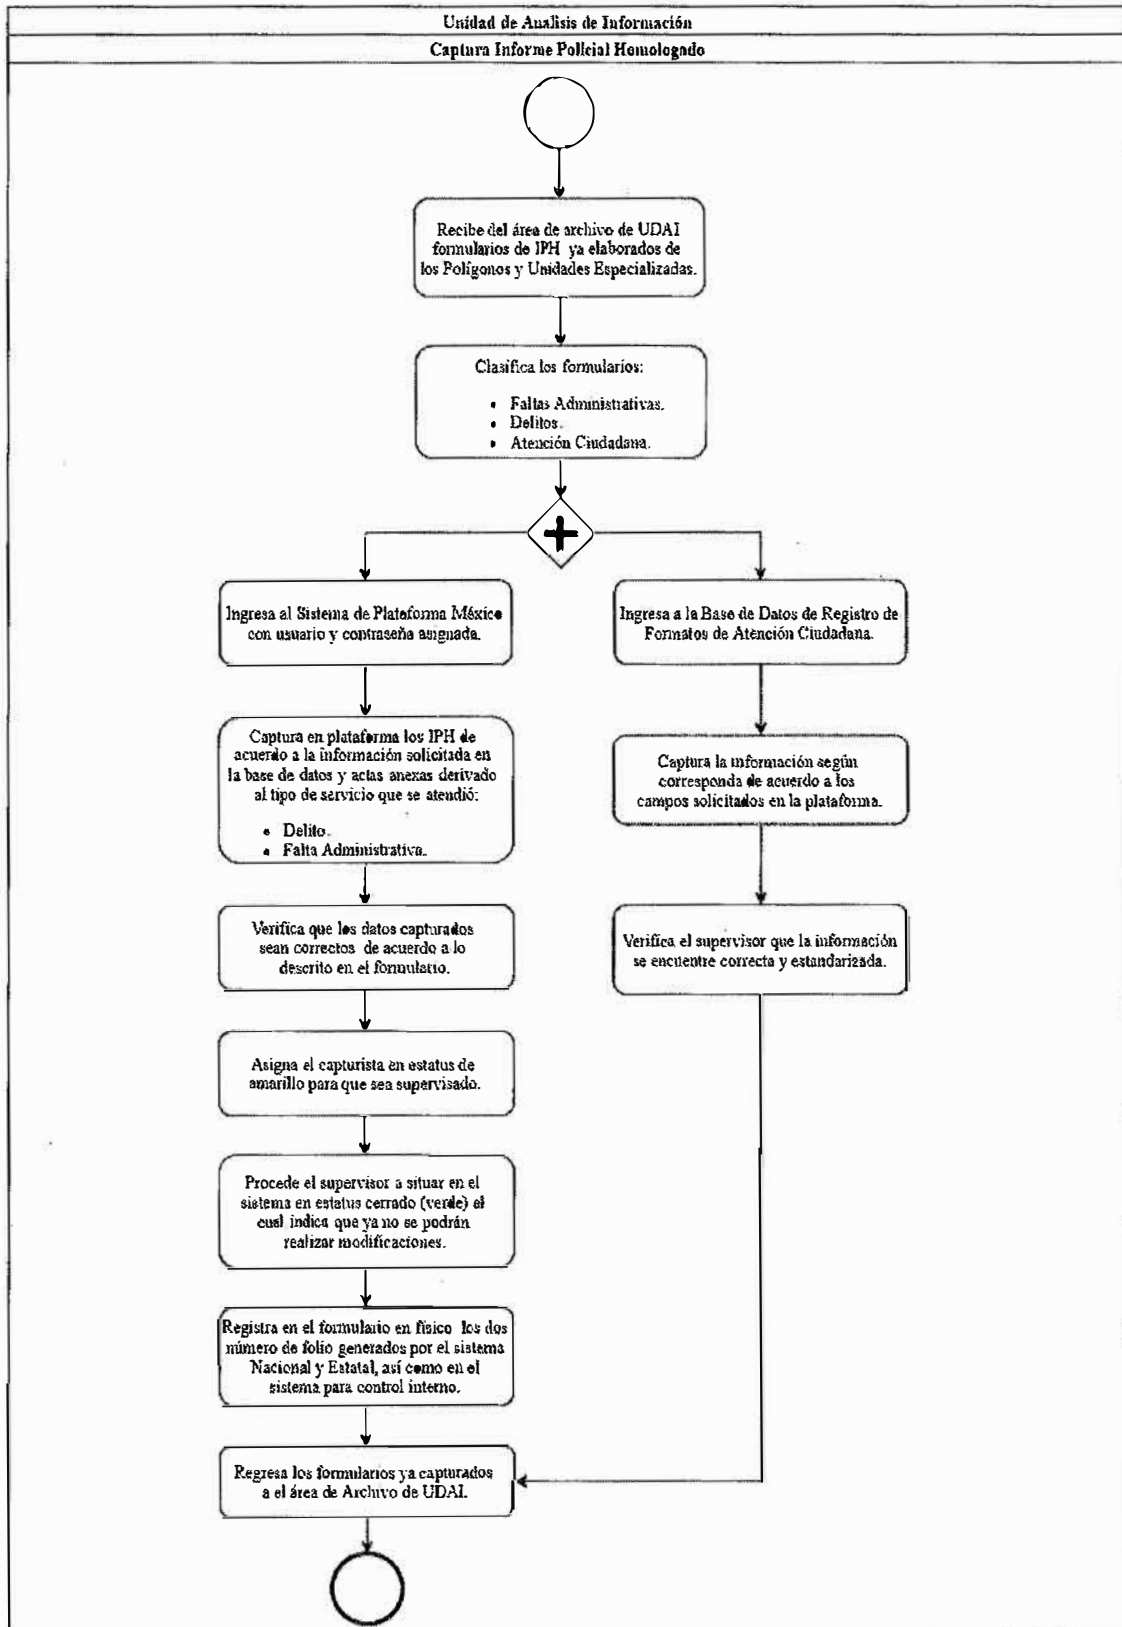 Unidad de Analisis de Información
Captura Informe Policial Homologado
Recibe del área de archivo de UDAI
formularios de IPH ya elaborados de
los Polígonos y Unidades Especializadas.
Clasifica los formularios:
• Faltas Administrativas.
• Delitos.
• Atención Ciudadana.
Ingresa al Sistema de Plataforma México
con usuario y contraseña asignada.
Captura en plataforma los IPH de
acuerdo a la información solicitada en
la base de datos y actas anexas derivado
al tipo de servicio que se atendió:
• Delito.
• Falta Administrativa.
Verifica que los datos capturados
sean correctos de acuerdo a lo
descrito en el formulario.
Asigna el capturista en estatus de
amarillo para que sea supervisado.
Procede el supervisor a situar en el
sistema en estatus cerrado (verde) el
cual indica que ya no se podrán
realizar modificaciones.
Registra en el formulario en físico los dos
número de folio generados por el sistema
Nacional y Estatal, así como en el
sistema para control interno.
Regresa los formularios ya capturados
a el área de Archivo de UDAI.
Ingresa a la Base de Datos de Registro de
Formatos de Atención Ciudadana.
Captura la información según
corresponda de acuerdo a los
campos solicitados en la plataforma.
Verifica el supervisor que la información
se encuentre correcta y estandarizada.